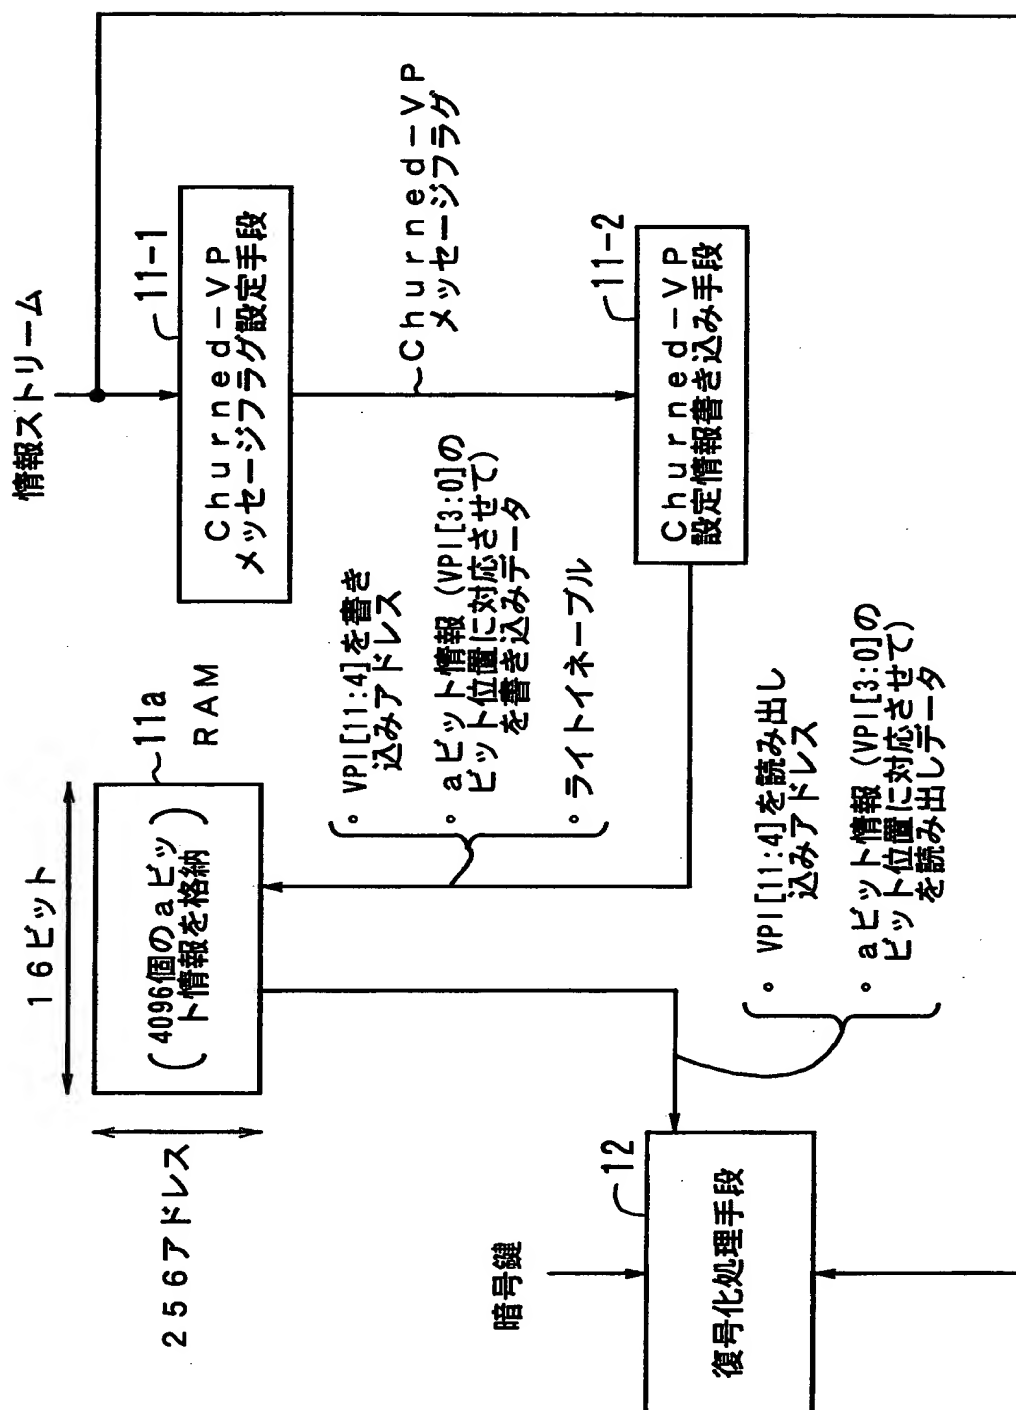 情報ストリーム
11-1
Churned-VP
メッセージフラグ設定手段
Churned-VP
メッセージフラグ
11-2
Churned-VP
設定情報書き込み手段
16ビット
256アドレス
11a
RAM
(4096個のaビッ
ト情報を格納)
。VPI[11:4]を書き
込みアドレス
。aビット情報(VPI[3:0]の
ビット位置に対応させて)
を書き込みデータ
。ライトイネーブル
。VPI[11:4]を読み出し
込みアドレス
。aビット情報(VPI[3:0]の
ビット位置に対応させて)
を読み出しデータ
暗号鍵
12
復号化処理手段